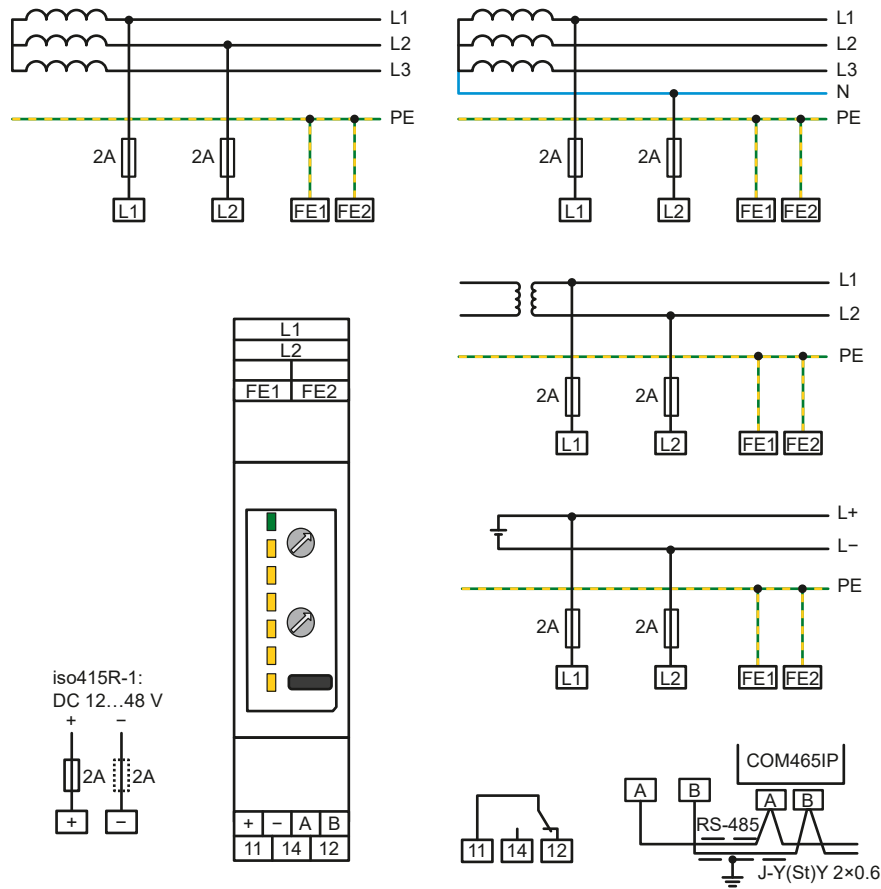 L1
L2
L3
PE
2A 2A
L1 L2 FE1 FE2
L1
L2
L3
N
PE
2A 2A
L1 L2 FE1 FE2
L1
L2
PE
2A 2A
L1 L2 FE1 FE2
L1
L2
FE1 FE2
L+
L−
PE
2A 2A
L1 L2 FE1 FE2
iso415R-1:
DC 12…48 V
+ −
2A 2A
+ −
+ − A B
11 14 12
11 14 12
COM465IP
A B A B
RS-485
J-Y(St)Y 2×0.6